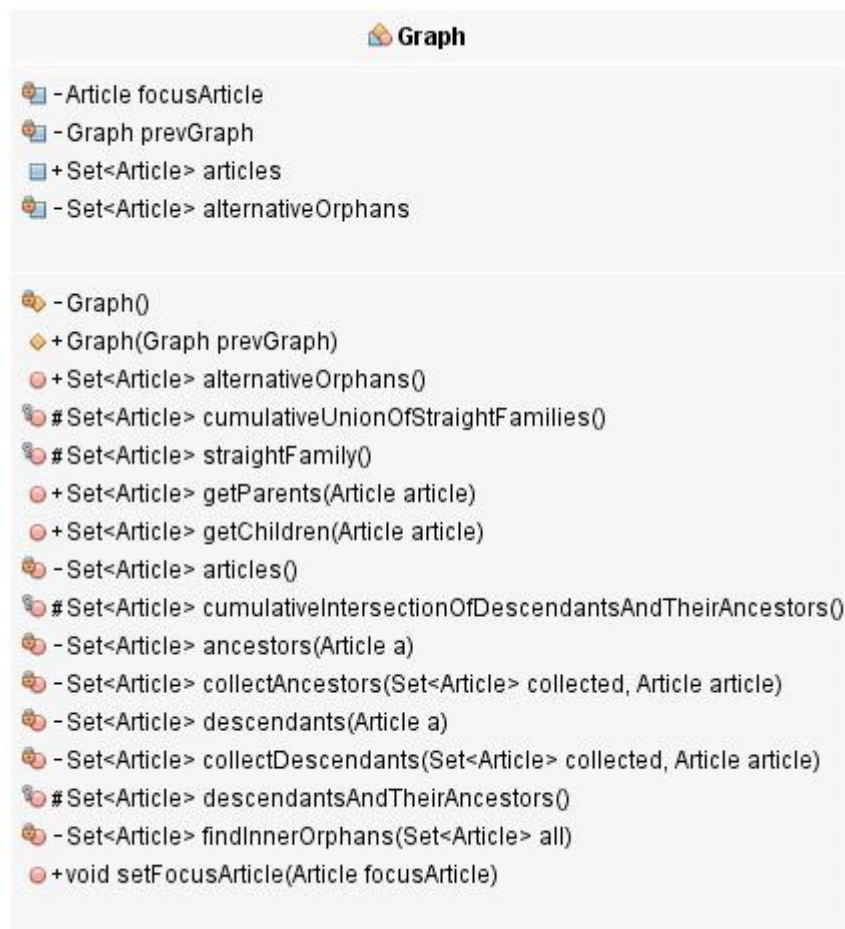 Graph
- Article focusArticle
- Graph prevGraph
+ Set<Article> articles
- Set<Article> alternativeOrphans
- Graph()
+ Graph(Graph prevGraph)
+ Set<Article> alternativeOrphans()
# Set<Article> cumulativeUnionOfStraightFamilies()
# Set<Article> straightFamily()
+ Set<Article> getParents(Article article)
+ Set<Article> getChildren(Article article)
- Set<Article> articles()
# Set<Article> cumulativeIntersectionOfDescendantsAndTheirAncestors()
- Set<Article> ancestors(Article a)
- Set<Article> collectAncestors(Set<Article> collected, Article article)
- Set<Article> descendants(Article a)
- Set<Article> collectDescendants(Set<Article> collected, Article article)
# Set<Article> descendantsAndTheirAncestors()
- Set<Article> findInnerOrphans(Set<Article> all)
+ void setFocusArticle(Article focusArticle)